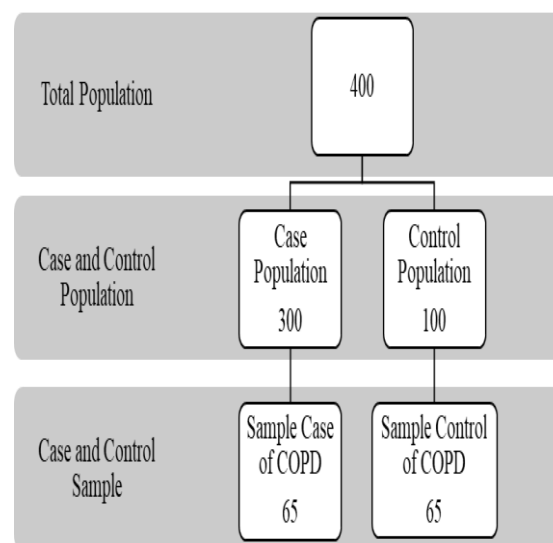 Total Population
400
Case and Control
Population
Case
Population
300
Control
Population
100
Case and Control
Sample
Sample Case
of COPD
65
Sample Control
of COPD
65